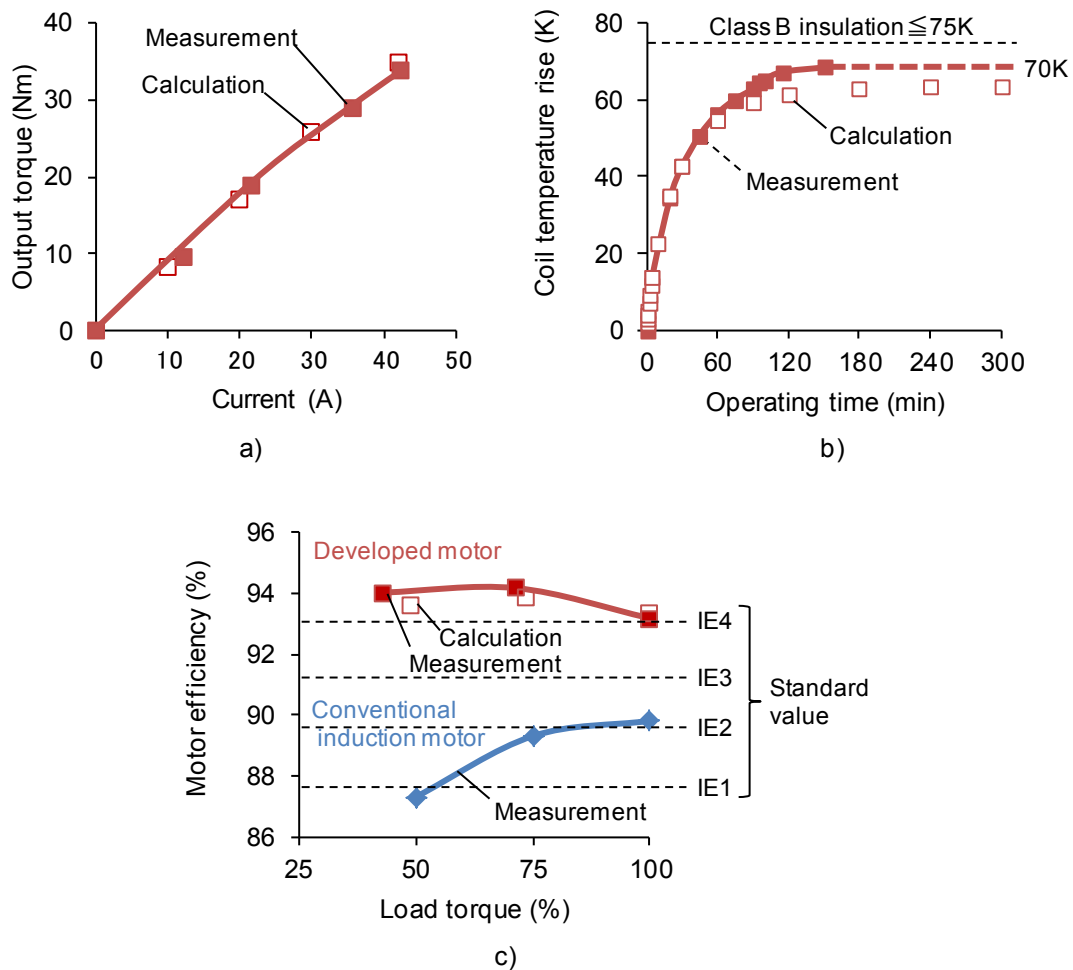 40
30
20
10
0
Output torque (Nm)
Measurement
Calculation
0 10 20 30 40 50
Current (A)
a)
80
60
40
20
0
Coil temperature rise (K)
Class B insulation ≦75K
70K
Calculation
Measurement
0 60 120 180 240 300
Operating time (min)
b)
96
94
92
90
88
86
Motor efficiency (%)
Developed motor
Calculation
Measurement
Conventional
induction motor
Measurement
IE4
IE3
IE2
IE1
Standard
value
25 50 75 100
Load torque (%)
c)